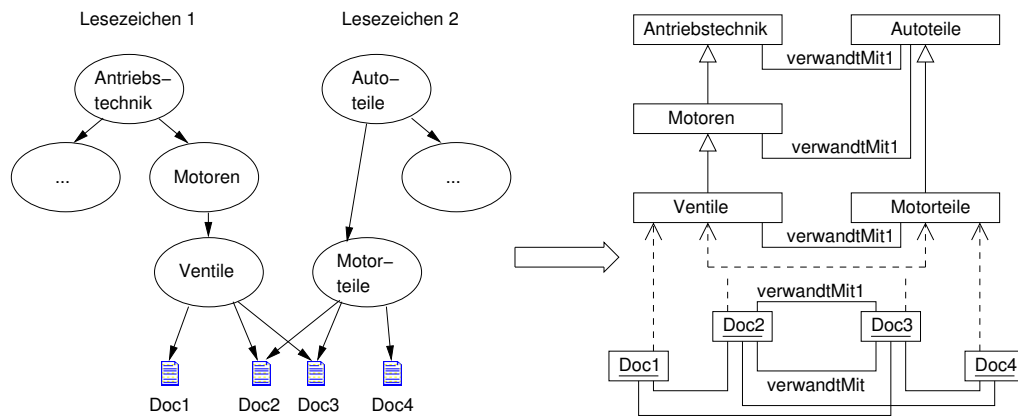 Lesezeichen 1
Lesezeichen 2
Antriebs–
technik
Auto–
teile
...
Motoren
...
Ventile
Motor–
teile
Doc1
Doc2
Doc3
Doc4
Antriebstechnik
Autoteile
verwandtMit1
Motoren
verwandtMit1
Ventile
Motorteile
verwandtMit1
verwandtMit1
Doc2
Doc3
Doc1
Doc4
verwandtMit